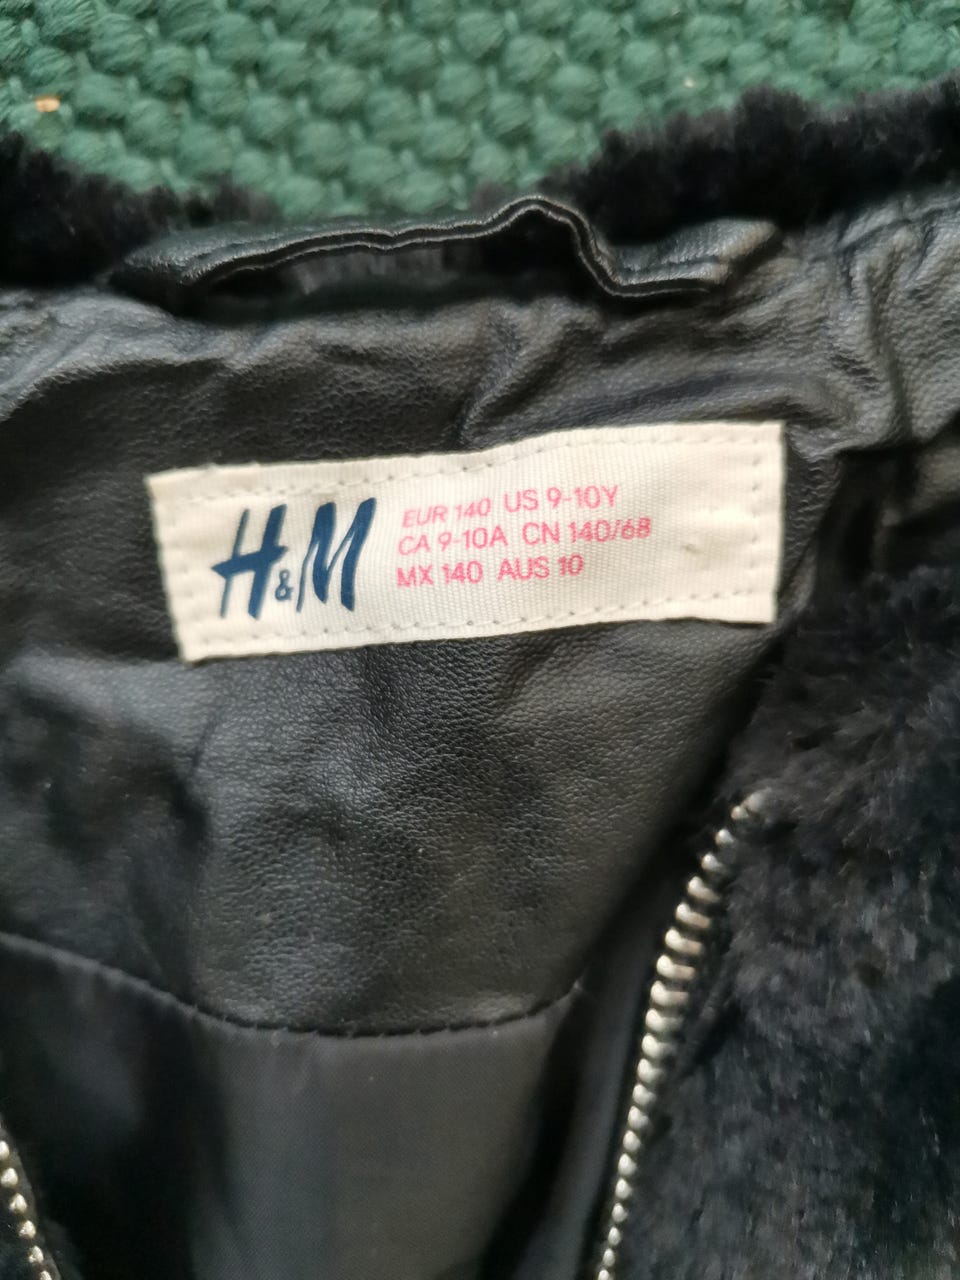 H&M
EUR 140 US 9-10Y
CA 9-10A CN 140/68
MX 140 AUS 10